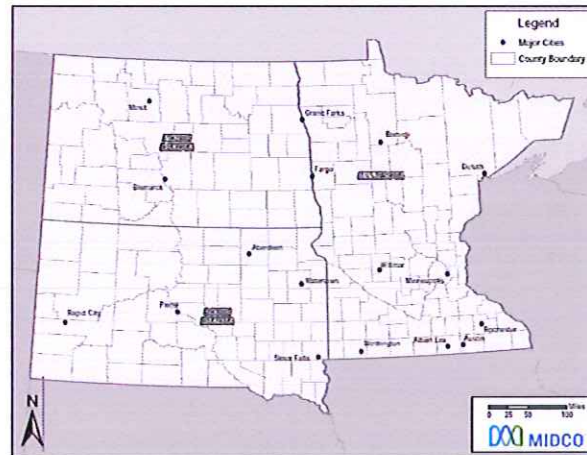 Legend
Major Cities
County Boundary
Minot
Grand Forks
Bemidji
Duluth
Bismarck
Fargo
Aberdeen
Watertown
Willmar
Minneapolis
Rapid City
Pierre
Rochester
Sioux Falls
Worthington
Albert Lea
Austin
N
Miles
0 25 50 100
MIDCO